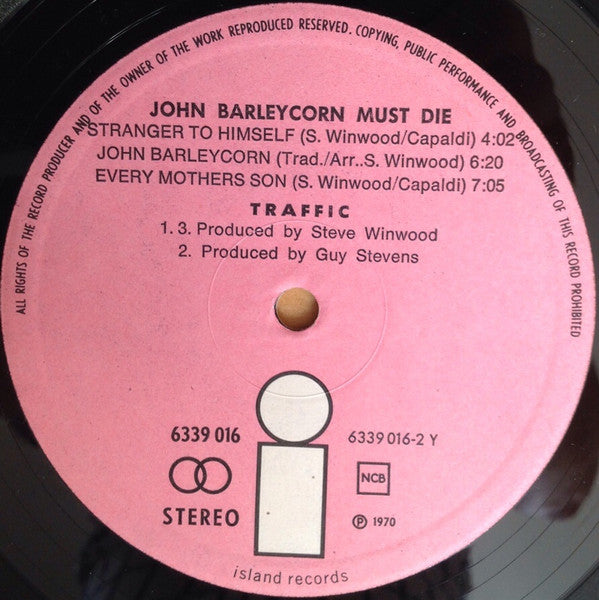 ALL RIGHTS OF THE RECORD PRODUCER AND OF THE OWNER OF THE WORK REPRODUCED RESERVED. COPYING, PUBLIC PERFORMANCE AND BROADCASTING OF THIS RECORD PROHIBITED
JOHN BARLEYCORN MUST DIE
STRANGER TO HIMSELF (S. Winwood/Capaldi) 4:02
JOHN BARLEYCORN (Trad./Arr..S. Winwood) 6:20
EVERY MOTHERS SON (S. Winwood/Capaldi) 7:05
TRAFFIC
1. 3. Produced by Steve Winwood
2. Produced by Guy Stevens
6339 016
6339 016-2 Y
NCB
STEREO
℗ 1970
island records